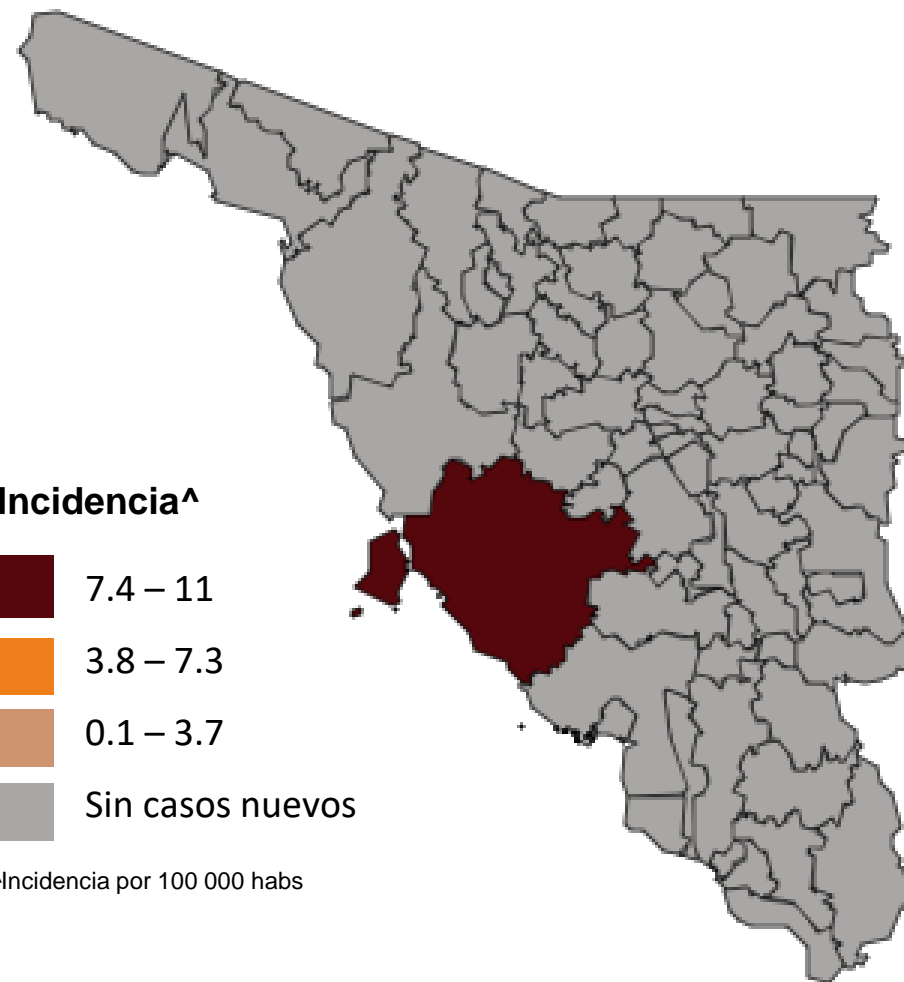 Incidencia^
7.4 – 11
3.8 – 7.3
0.1 – 3.7
Sin casos nuevos
^Incidencia por 100 000 habs